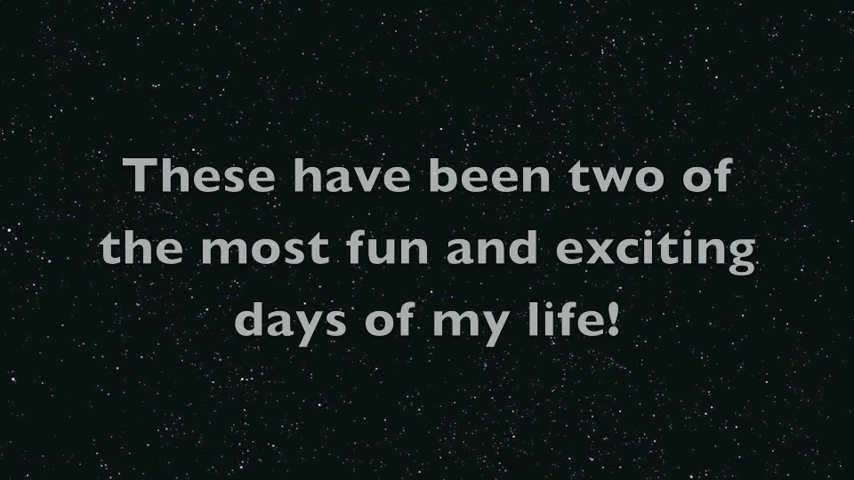 These have been two of
the most fun and exciting
days of my life!